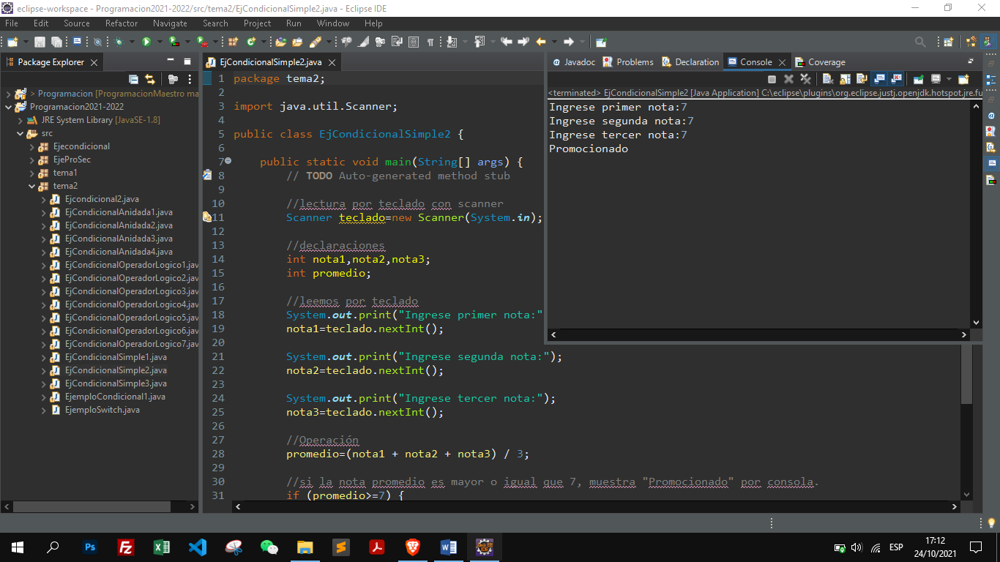 eclipse-workspace - Programacion2021-2022/src/tema2/EjCondicionalSimple2.java - Eclipse IDE
File Edit Source Refactor Navigate Search Project Run Window Help
Package Explorer
> Programacion [ProgramacionMaestro ma
Programacion2021-2022
JRE System Library [JavaSE-1.8]
src
Ejecondicional
EjeProSec
tema1
tema2
Ejcondicional2.java
EjCondicionalAnidada1.java
EjCondicionalAnidada2.java
EjCondicionalAnidada3.java
EjCondicionalAnidada4.java
EjCondicionalOperadorLogico1.jav
EjCondicionalOperadorLogico2.jav
EjCondicionalOperadorLogico3.jav
EjCondicionalOperadorLogico4.jav
EjCondicionalOperadorLogico5.jav
EjCondicionalOperadorLogico6.jav
EjCondicionalOperadorLogico7.jav
EjCondicionalSimple1.java
EjCondicionalSimple2.java
EjCondicionalSimple3.java
EjemploCondicional1.java
EjemploSwitch.java
EjCondicionalSimple2.java
1 package tema2;
2
3 import java.util.Scanner;
4
5 public class EjCondicionalSimple2 {
6
7 public static void main(String[] args) {
8 // TODO Auto-generated method stub
9
10 //lectura por teclado con scanner
11 Scanner teclado=new Scanner(System.in);
12
13 //declaraciones
14 int nota1,nota2,nota3;
15 int promedio;
16
17 //leemos por teclado
18 System.out.print("Ingrese primer nota:"
19 nota1=teclado.nextInt();
20
21 System.out.print("Ingrese segunda nota:");
22 nota2=teclado.nextInt();
23
24 System.out.print("Ingrese tercer nota:");
25 nota3=teclado.nextInt();
26
27 //Operación
28 promedio=(nota1 + nota2 + nota3) / 3;
29
30 //si la nota promedio es mayor o igual que 7, muestra "Promocionado" por consola.
31 if (promedio>=7) {
Javadoc Problems Declaration Console Coverage
<terminated> EjCondicionalSimple2 [Java Application] C:\eclipse\plugins\org.eclipse.justj.openjdk.hotspot.jre.fu
Ingrese primer nota:7
Ingrese segunda nota:7
Ingrese tercer nota:7
Promocionado
ESP
17:12
24/10/2021